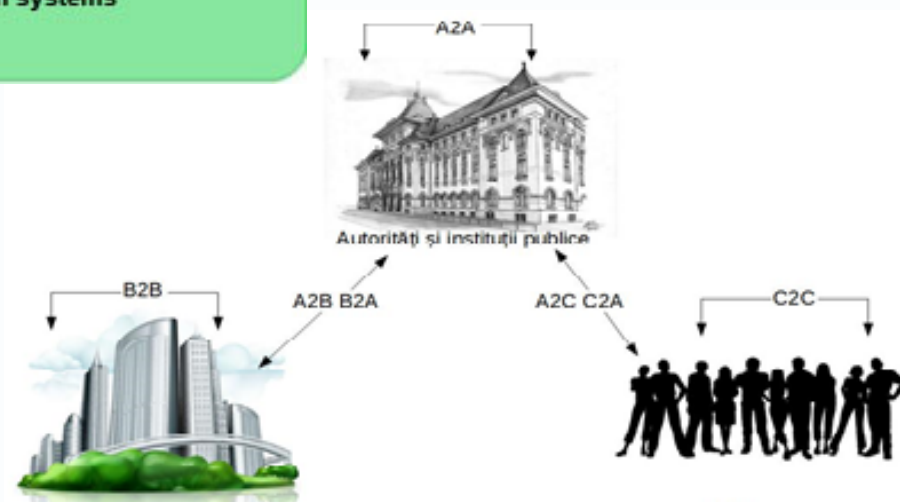 systems
A2A
Autorități și instituții publice
B2B
A2B B2A
A2C C2A
C2C